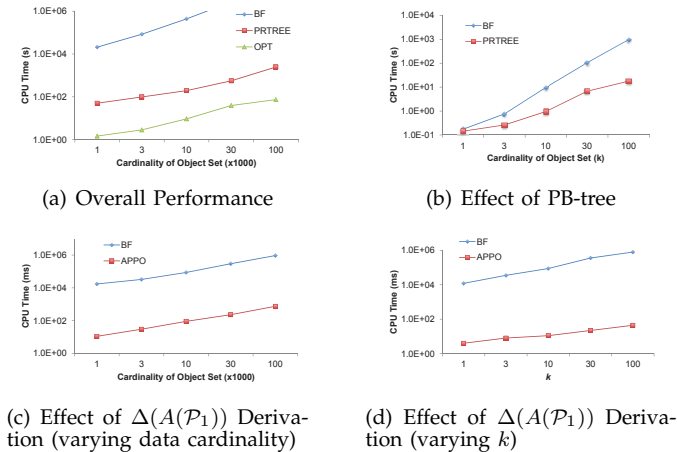 1.0E+06
1.0E+04
1.0E+02
1.0E+00
CPU Time (s)
BF
PRTREE
OPT
1 3 10 30 100
Cardinality of Object Set (x1000)
(a) Overall Performance
1.0E+03
1.0E+02
1.0E+01
1.0E+00
1.0E-01
CPU Time (s)
BF
PRTREE
1 3 10 30 100
Cardinality of Object Set (k)
(b) Effect of PB-tree
1.0E+06
1.0E+04
1.0E+02
1.0E+00
CPU Time (ms)
BF
APPO
1 3 10 30 100
Cardinality of Object Set (x1000)
(c) Effect of Δ(A(𝒫₁)) Deriva-
tion (varying data cardinality)
1.0E+06
1.0E+04
1.0E+02
1.0E+00
CPU Time (ms)
BF
APPO
1 3 10 30 100
k
(d) Effect of Δ(A(𝒫₁)) Deriva-
tion (varying k)